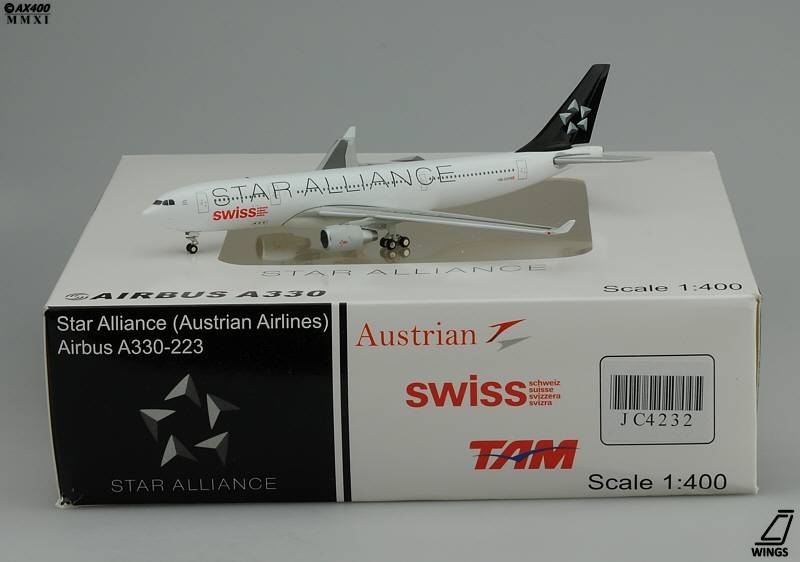 ©AX400
MMXI
STAR ALLIANCE
swiss
STAR ALLIANCE
AIRBUS A330
Scale 1:400
Star Alliance (Austrian Airlines)
Airbus A330-223
Austrian
swiss
schweiz
suisse
svizzera
svizra
JC4232
TAM
STAR ALLIANCE
Scale 1:400
WINGS